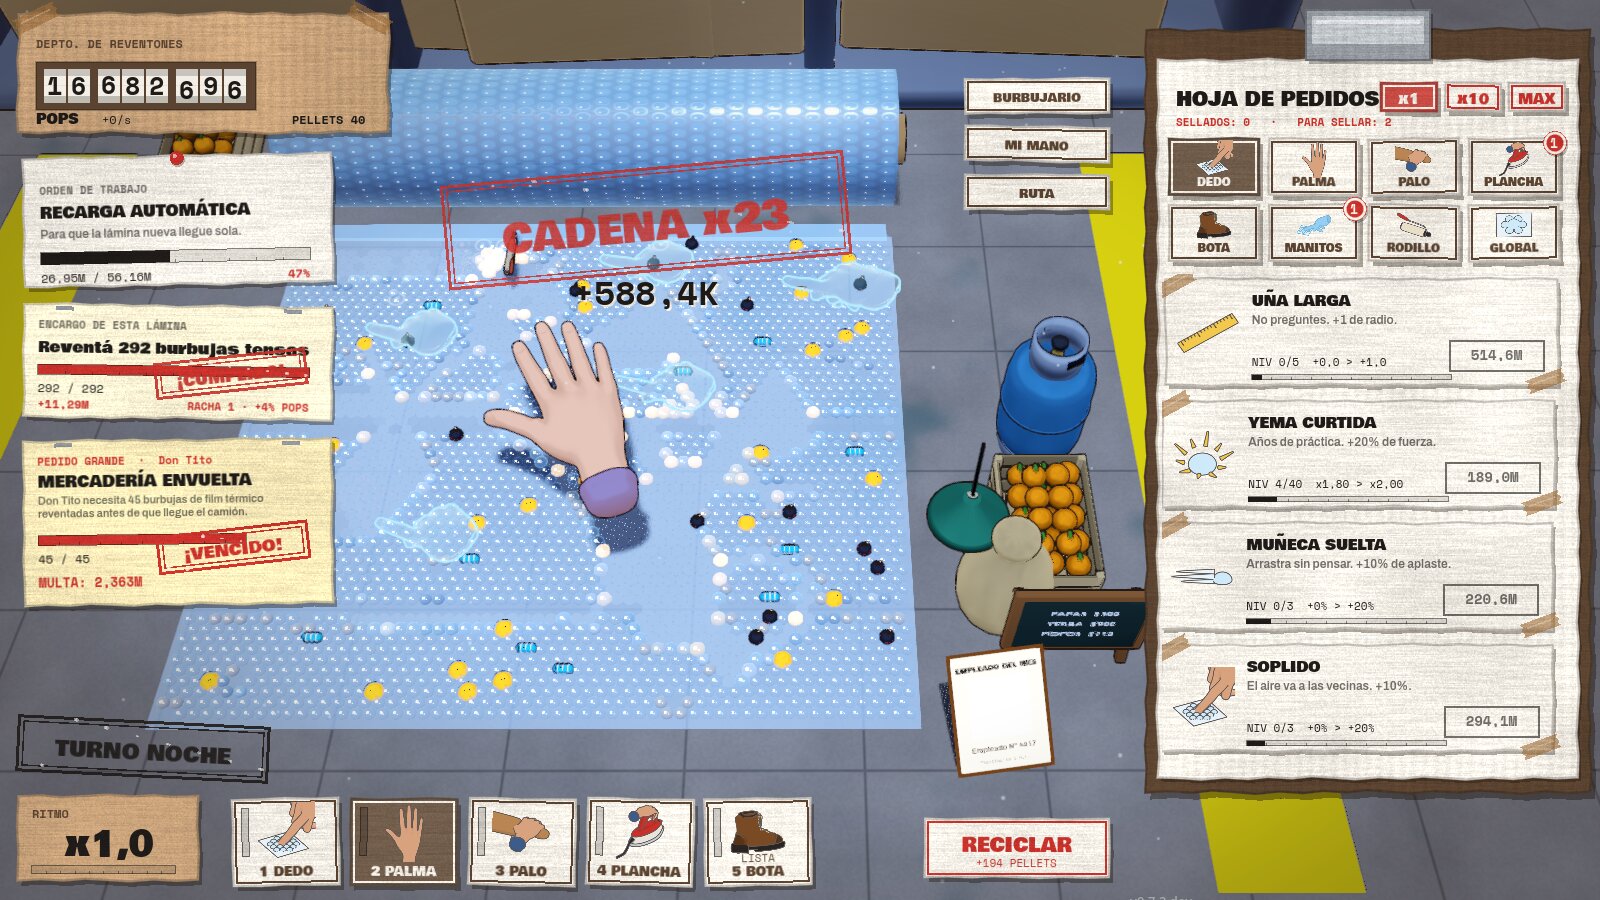 DEPTO. DE REVENTONES
16 682 696
POPS +0/s PELLETS 40
ORDEN DE TRABAJO
RECARGA AUTOMÁTICA
Para que la lámina nueva llegue sola.
26,95M / 56,16M 47%
ENCARGO DE ESTA LÁMINA
Reventá 292 burbujas tensas
292 / 292
+11,29M RACHA 1 · +4% POPS
PEDIDO GRANDE · Don Tito
MERCADERÍA ENVUELTA
Don Tito necesita 45 burbujas de film térmico
reventadas antes de que llegue el camión.
¡VENCIDO!
45 / 45
MULTA: 2,363M
TURNO NOCHE
RITMO
x1,0
1 DEDO
2 PALMA
3 PALO
4 PLANCHA
LISTA
5 BOTA
CADENA x23
+588,4K
BURBUJARIO
MI MANO
RUTA
EMPLEADO DEL MES
RECICLAR
+194 PELLETS
HOJA DE PEDIDOS x1 x10 MAX
SELLADOS: 0 · PARA SELLAR: 2
DEDO
PALMA
PALO
PLANCHA
1
BOTA
MANITOS
1
RODILLO
GLOBAL
UÑA LARGA
No preguntes. +1 de radio.
NIV 0/5 +0,0 > +1,0
514,6M
YEMA CURTIDA
Años de práctica. +20% de fuerza.
NIV 4/40 x1,80 > x2,00
189,0M
MUÑECA SUELTA
Arrastra sin pensar. +10% de aplaste.
NIV 0/3 +0% > +20%
220,6M
SOPLIDO
El aire va a las vecinas. +10%.
NIV 0/3 +0% > +20%
294,1M